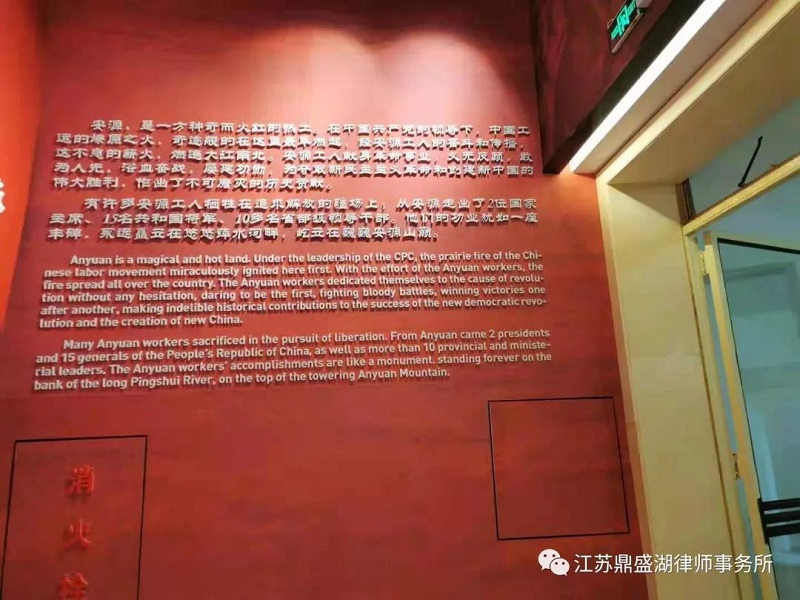 安源，是一方神奇而火红的热土。在中国共产党的领导下，中国工
运的燎原之火，奇迹般的在这里最早燃起，经安源工人的奋斗和传播，
这不息的薪火，燃遍大江南北。安源工人献身革命事业，义无反顾，敢
为人先，浴血奋战，屡建功勋，为夺取新民主主义革命和创建新中国的
伟大胜利，作出了不可磨灭的历史贡献。
有许多安源工人牺牲在追求解放的疆场上；从安源走出了2位国家
主席、15名共和国将军、10多名省部级领导干部。他们的功业就如一座
丰碑，永远矗立在悠悠萍水河畔，屹立在巍巍安源山巅。
Anyuan is a magical and hot land. Under the leadership of the CPC, the prairie fire of the Chi-
nese labor movement miraculously ignited here first. With the effort of the Anyuan workers, the
fire spread all over the country. The Anyuan workers dedicated themselves to the cause of revolu-
tion without any hesitation, daring to be the first, fighting bloody battles, winning victories one
after another, making indelible historical contributions to the success of the new democratic revo-
lution and the creation of new China.
Many Anyuan workers sacrificed in the pursuit of liberation. From Anyuan came 2 presidents
and 15 generals of the People's Republic of China, as well as more than 10 provincial and ministe-
rial leaders. The Anyuan workers' accomplishments are like a monument, standing forever on the
bank of the long Pingshui River, on the top of the towering Anyuan Mountain.
消火栓
江苏鼎盛湖律师事务所